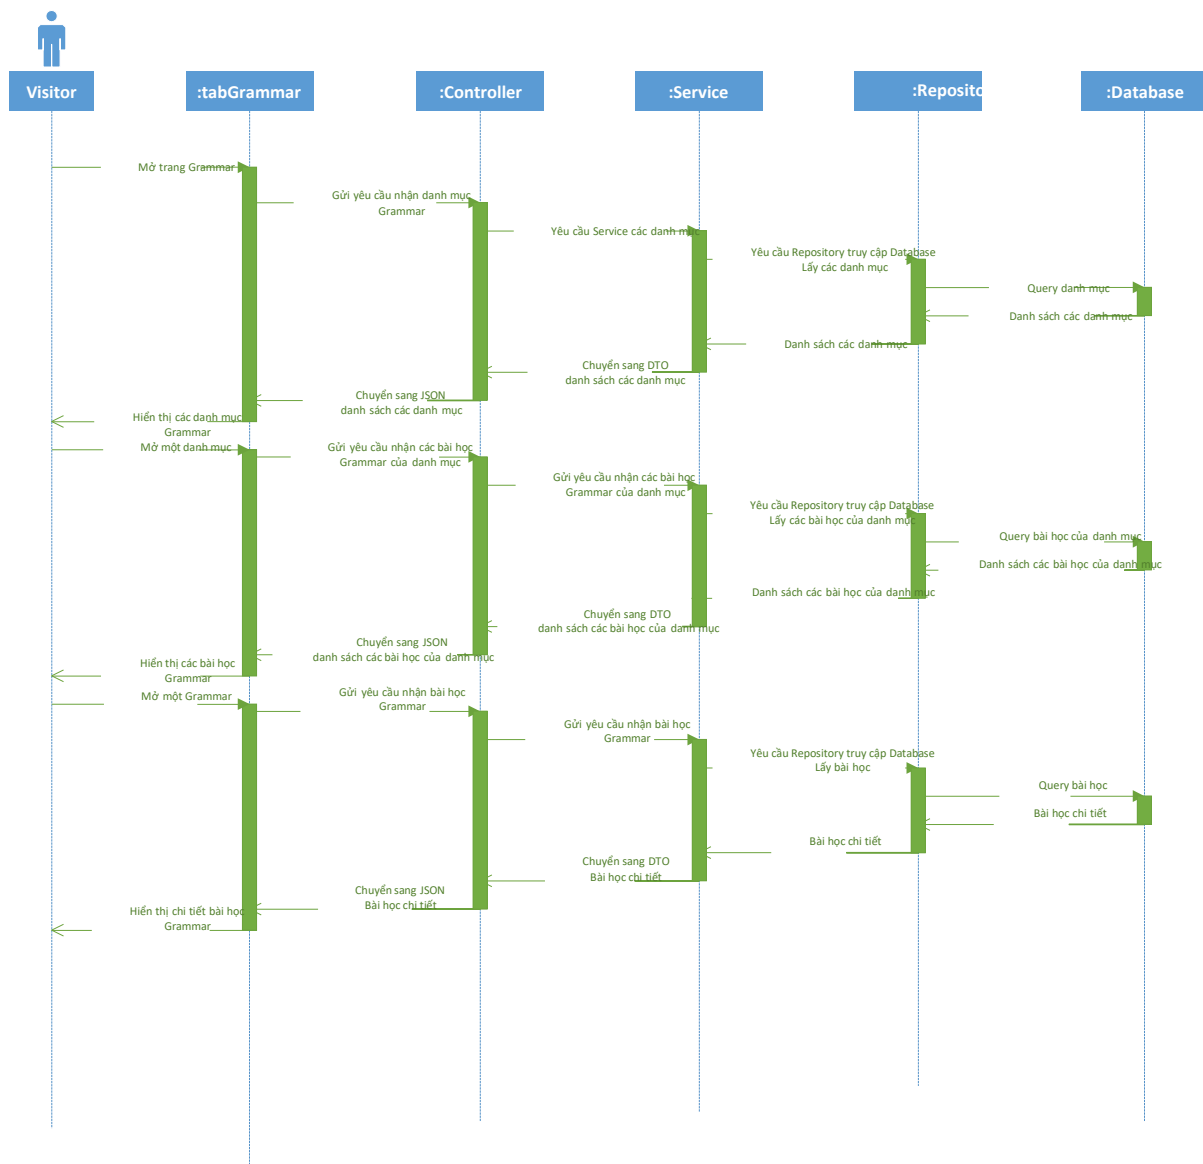 Visitor
:tabGrammar
:Controller
:Service
:Reposito
:Database
Mở trang Grammar
Gửi yêu cầu nhận danh mục
Grammar
Yêu cầu Service các danh mục
Yêu cầu Repository truy cập Database
Lấy các danh mục
Query danh mục
Danh sách các danh mục
Danh sách các danh mục
Chuyển sang DTO
danh sách các danh mục
Chuyển sang JSON
danh sách các danh mục
Hiển thị các danh mục
Grammar
Mở một danh mục
Gửi yêu cầu nhận các bài học
Grammar của danh mục
Gửi yêu cầu nhận các bài học
Grammar của danh mục
Yêu cầu Repository truy cập Database
Lấy các bài học của danh mục
Query bài học của danh mục
Danh sách các bài học của danh mục
Danh sách các bài học của danh mục
Chuyển sang DTO
danh sách các bài học của danh mục
Chuyển sang JSON
danh sách các bài học của danh mục
Hiển thị các bài học
Grammar
Mở một Grammar
Gửi yêu cầu nhận bài học
Grammar
Gửi yêu cầu nhận bài học
Grammar
Yêu cầu Repository truy cập Database
Lấy bài học
Query bài học
Bài học chi tiết
Bài học chi tiết
Chuyển sang DTO
Bài học chi tiết
Chuyển sang JSON
Bài học chi tiết
Hiển thị chi tiết bài học
Grammar